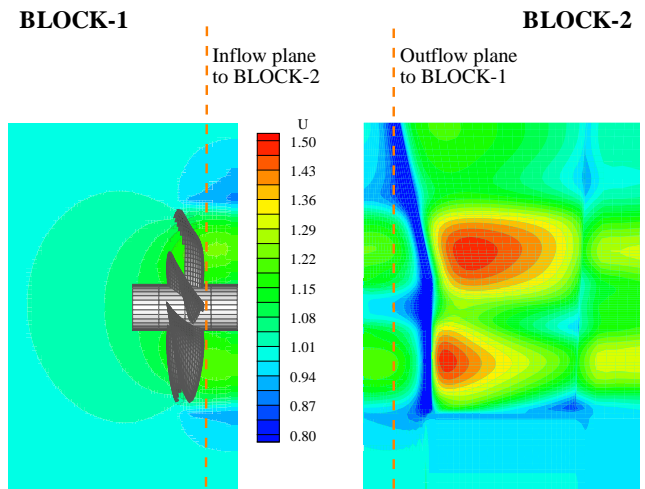 BLOCK-1
BLOCK-2
Inflow plane
to BLOCK-2
Outflow plane
to BLOCK-1
U
1.50
1.43
1.36
1.29
1.22
1.15
1.08
1.01
0.94
0.87
0.80